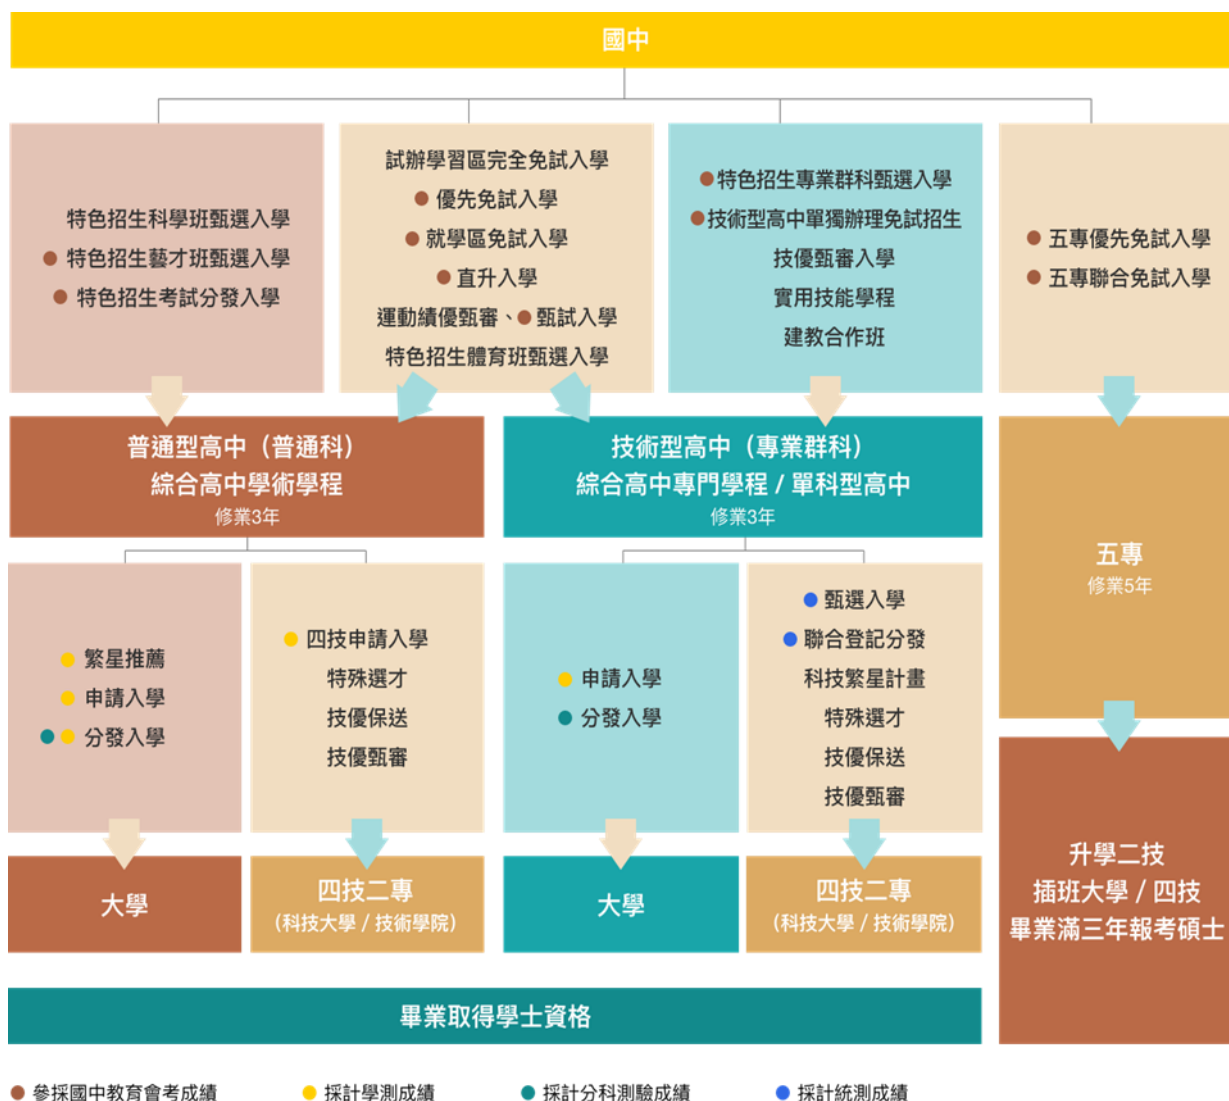 國中
特色招生科學班甄選入學
特色招生藝才班甄選入學
特色招生考試分發入學
試辦學習區完全免試入學
優先免試入學
就學區免試入學
直升入學
運動績優甄審、甄試入學
特色招生體育班甄選入學
特色招生專業群科甄選入學
技術型高中單獨辦理免試招生
技優甄審入學
實用技能學程
建教合作班
五專優先免試入學
五專聯合免試入學
普通型高中（普通科）
綜合高中學術學程
修業3年
技術型高中（專業群科）
綜合高中專門學程 / 單科型高中
修業3年
五專
修業5年
繁星推薦
申請入學
分發入學
四技申請入學
特殊選才
技優保送
技優甄審
申請入學
分發入學
甄選入學
聯合登記分發
科技繁星計畫
特殊選才
技優保送
技優甄審
大學
四技二專
(科技大學 / 技術學院)
大學
四技二專
(科技大學 / 技術學院)
升學二技
插班大學 / 四技
畢業滿三年報考碩士
畢業取得學士資格
參採國中教育會考成績
採計學測成績
採計分科測驗成績
採計統測成績